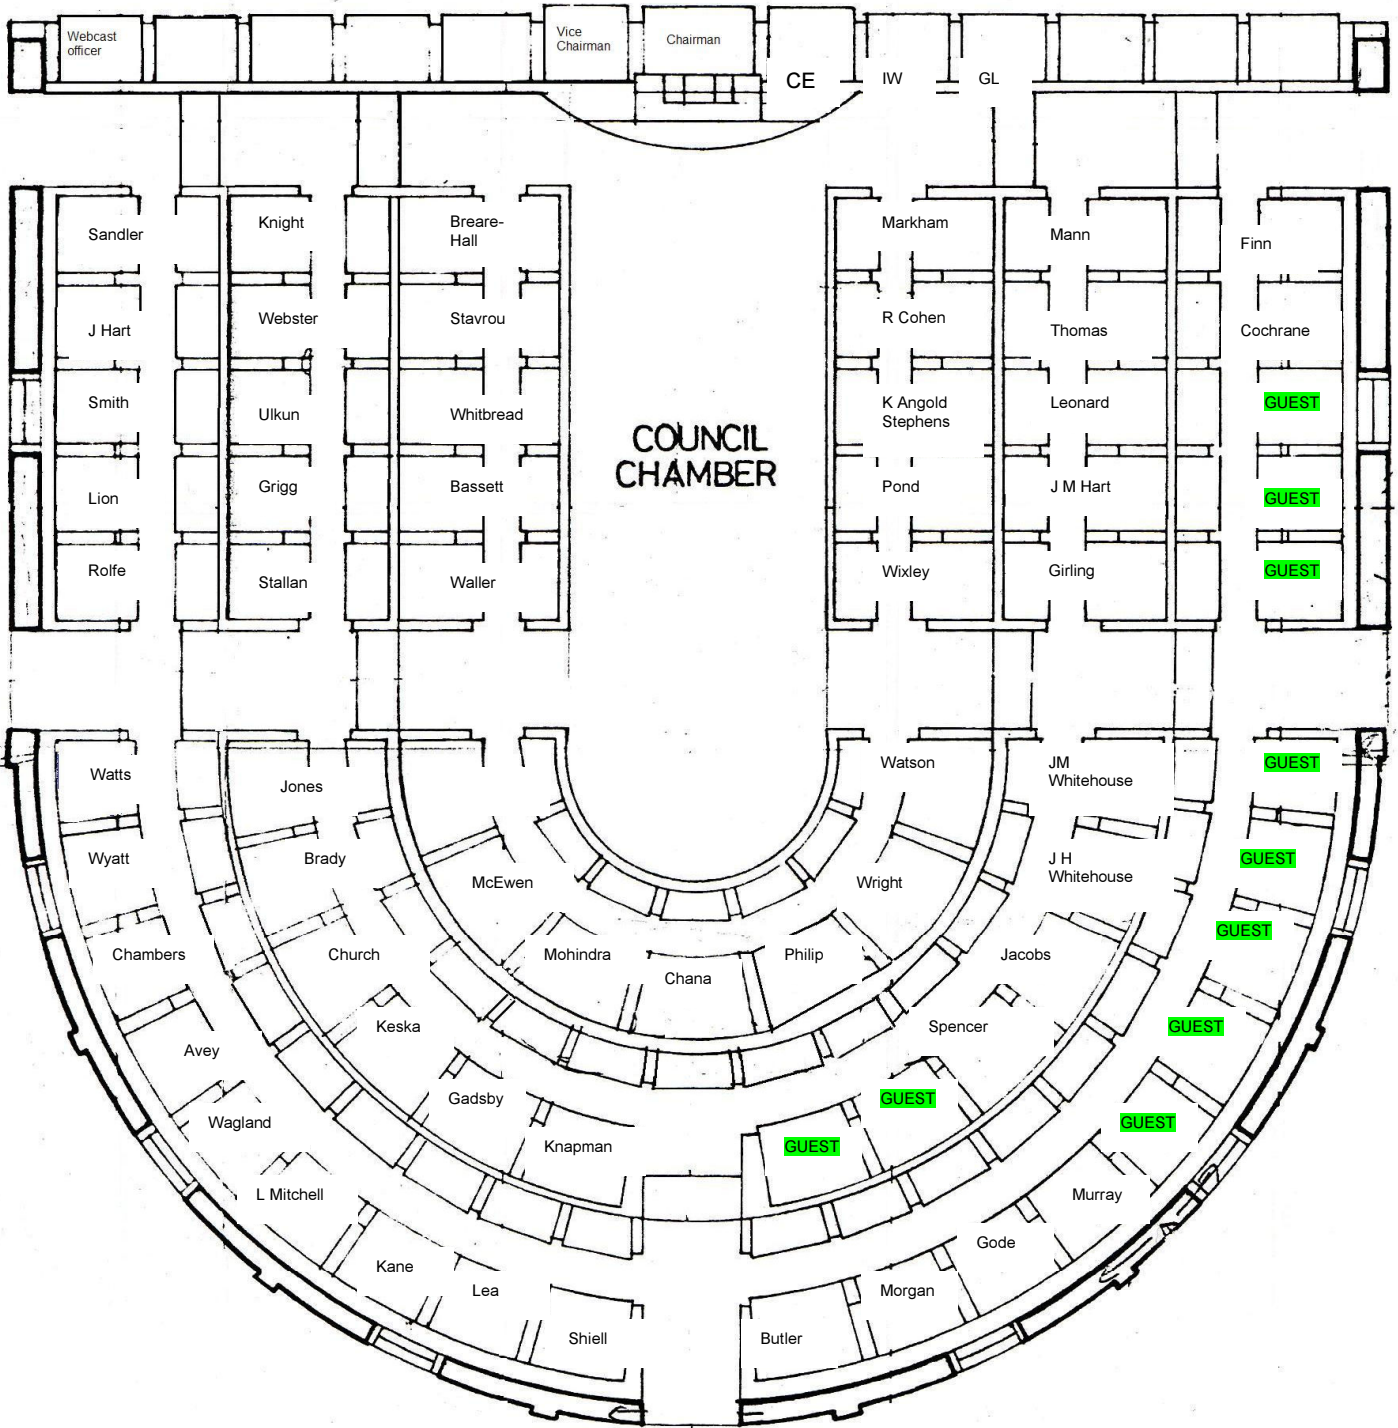 Webcast
officer
Vice
Chairman
Chairman
CE
IW
GL
Sandler
Knight
Breare-
Hall
Markham
Mann
Finn
J Hart
Webster
Stavrou
R Cohen
Thomas
Cochrane
Smith
Ulkun
Whitbread
K Angold
Stephens
Leonard
GUEST
COUNCIL
CHAMBER
Lion
Grigg
Bassett
Pond
J M Hart
GUEST
Rolfe
Stallan
Waller
Wixley
Girling
GUEST
Watts
Jones
Watson
JM
Whitehouse
GUEST
Wyatt
Brady
McEwen
Wright
J H
Whitehouse
GUEST
Chambers
Church
Mohindra
Chana
Philip
Jacobs
GUEST
Avey
Keska
Spencer
GUEST
Wagland
Gadsby
GUEST
GUEST
Knapman
GUEST
L Mitchell
Murray
Kane
Gode
Lea
Morgan
Shiell
Butler